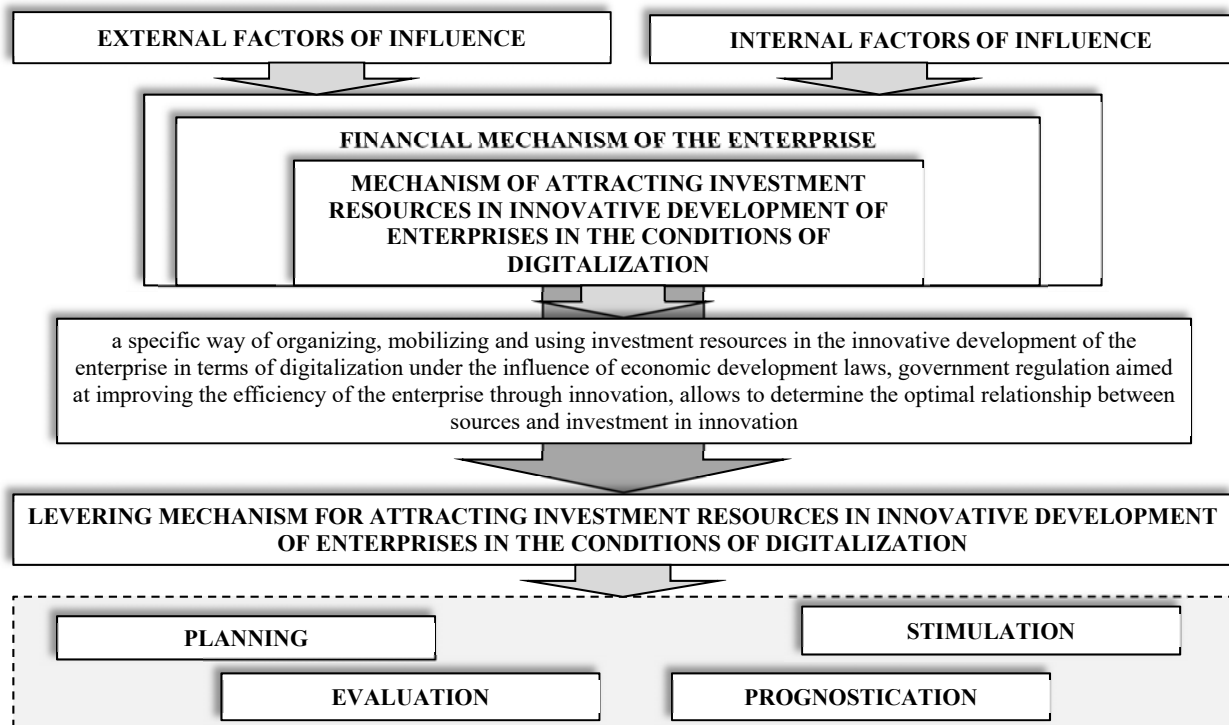 EXTERNAL FACTORS OF INFLUENCE
INTERNAL FACTORS OF INFLUENCE
FINANCIAL MECHANISM OF THE ENTERPRISE
MECHANISM OF ATTRACTING INVESTMENT
RESOURCES IN INNOVATIVE DEVELOPMENT OF
ENTERPRISES IN THE CONDITIONS OF
DIGITALIZATION
a specific way of organizing, mobilizing and using investment resources in the innovative development of the
enterprise in terms of digitalization under the influence of economic development laws, government regulation aimed
at improving the efficiency of the enterprise through innovation, allows to determine the optimal relationship between
sources and investment in innovation
LEVERING MECHANISM FOR ATTRACTING INVESTMENT RESOURCES IN INNOVATIVE DEVELOPMENT
OF ENTERPRISES IN THE CONDITIONS OF DIGITALIZATION
PLANNING
STIMULATION
EVALUATION
PROGNOSTICATION